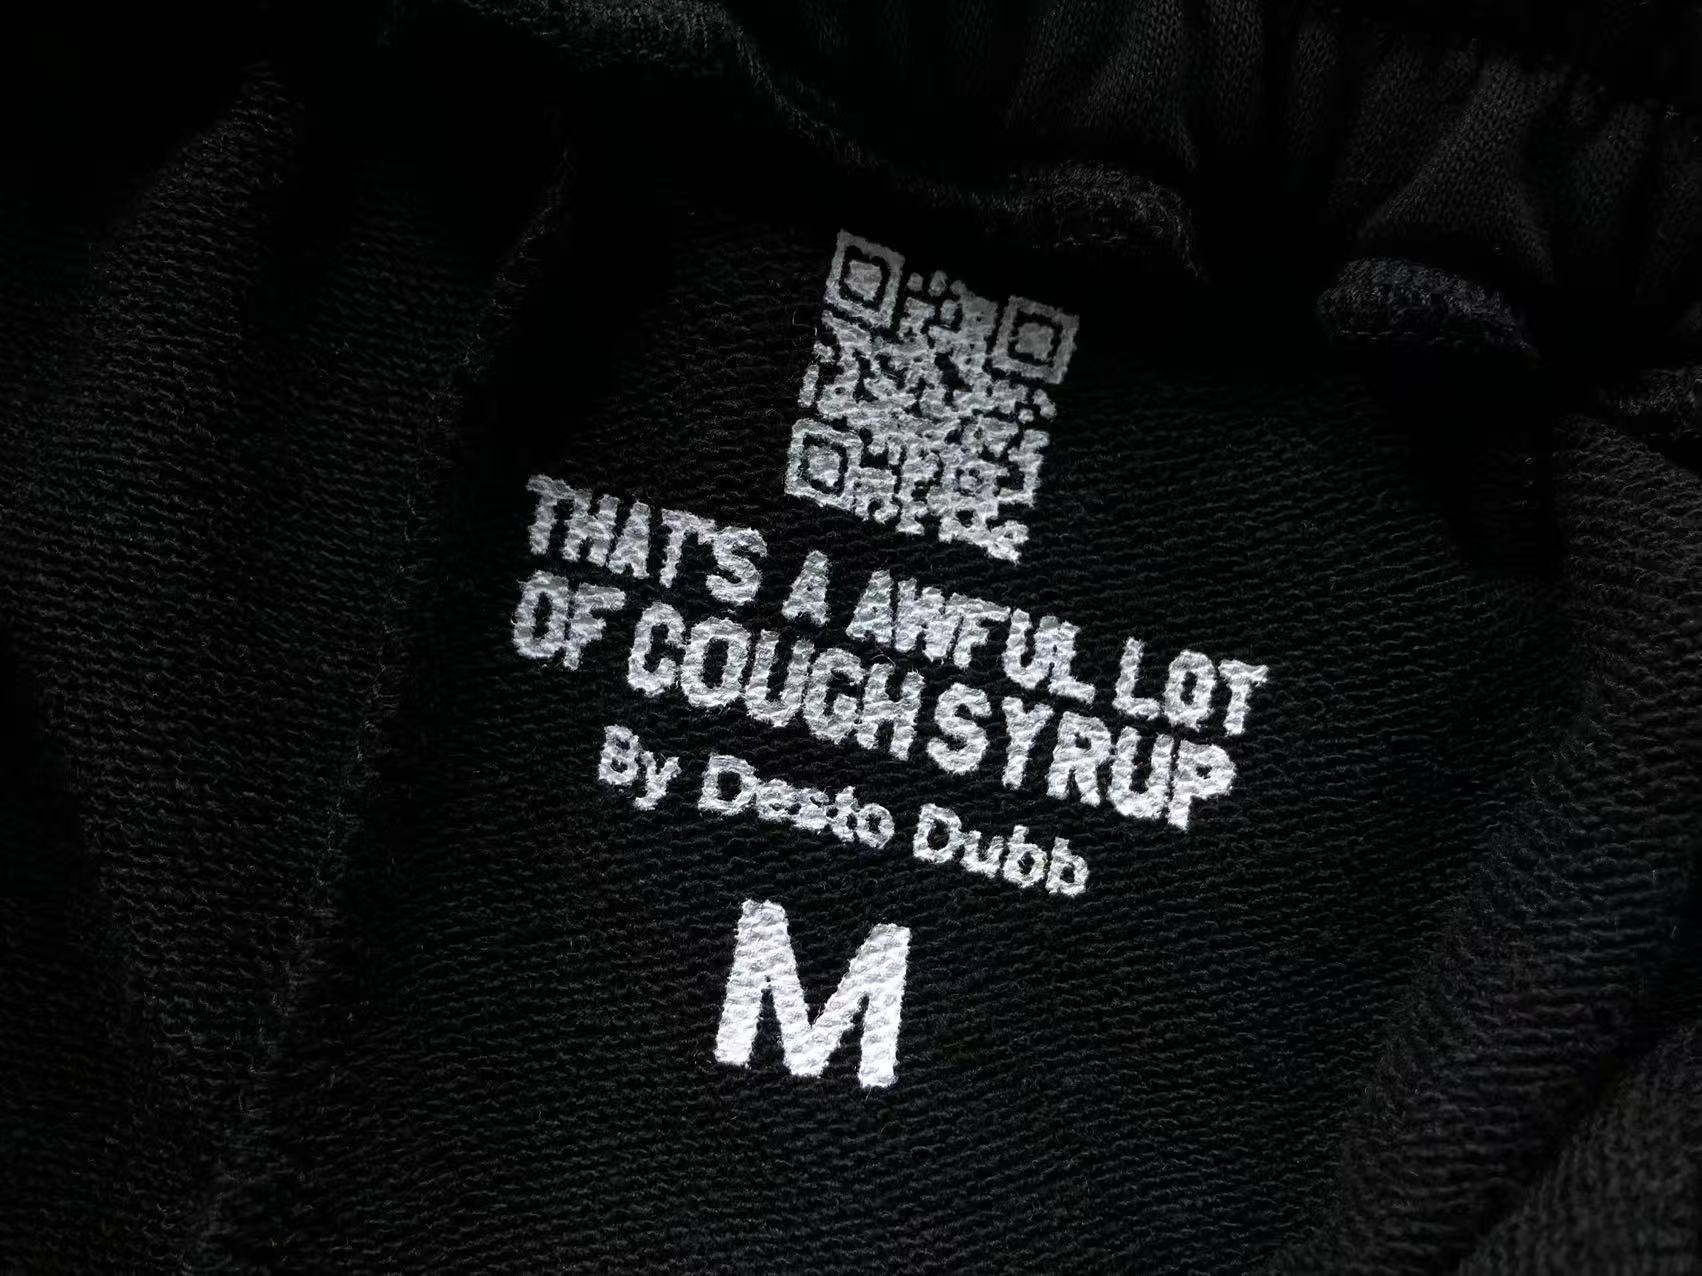 THAT'S A AWFUL LOT
OF COUGH SYRUP
By Desto Dubb
M